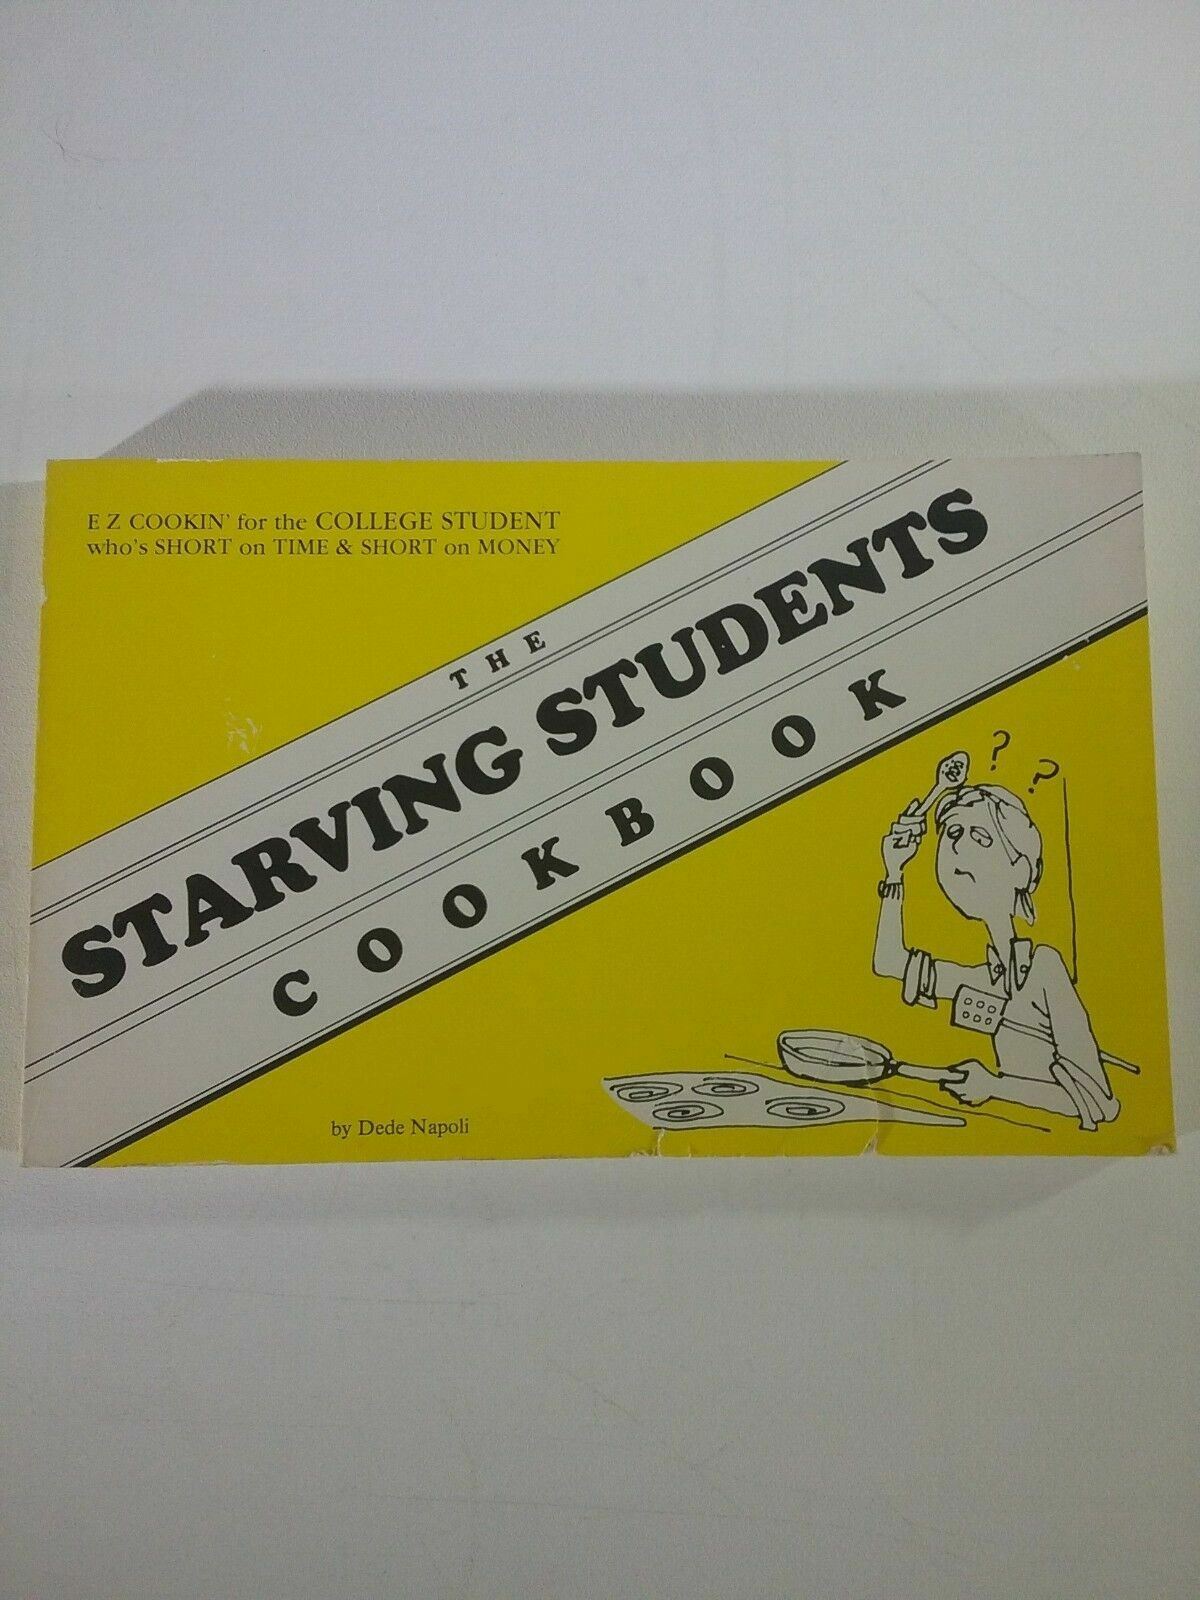 E Z COOKIN' for the COLLEGE STUDENT
who's SHORT on TIME & SHORT on MONEY
THE
STARVING STUDENTS
COOKBOOK
? ?
by Dede Napoli